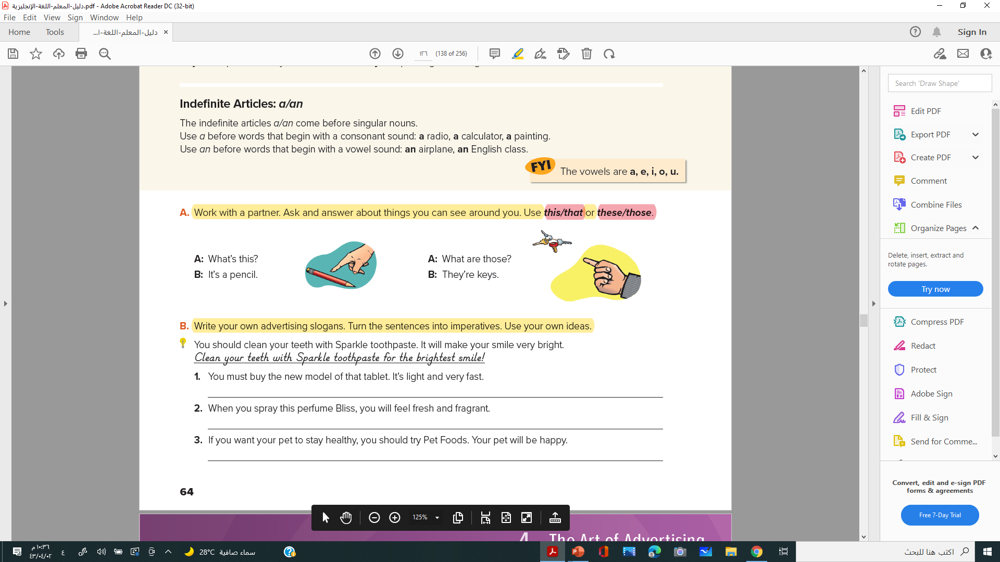 دليل-المعلم-اللغة-الإنجليزية.pdf - Adobe Acrobat Reader DC (32-bit)
File Edit View Sign Window Help
Home Tools دليل-المعلم-اللغة-ا... × Sign In
١٢٦ (138 of 256)
Search 'Draw Shape'
Edit PDF
Export PDF
Create PDF
Comment
Combine Files
Organize Pages
Delete, insert, extract and
rotate pages.
Try now
Compress PDF
Redact
Protect
Adobe Sign
Fill & Sign
Send for Comme...
Convert, edit and e-sign PDF
forms & agreements
Free 7-Day Trial
Indefinite Articles: a/an
The indefinite articles a/an come before singular nouns.
Use a before words that begin with a consonant sound: a radio, a calculator, a painting.
Use an before words that begin with a vowel sound: an airplane, an English class.
FYI The vowels are a, e, i, o, u.
A. Work with a partner. Ask and answer about things you can see around you. Use this/that or these/those.
A: What's this?
B: It's a pencil.
A: What are those?
B: They're keys.
B. Write your own advertising slogans. Turn the sentences into imperatives. Use your own ideas.
You should clean your teeth with Sparkle toothpaste. It will make your smile very bright.
Clean your teeth with Sparkle toothpaste for the brightest smile!
1. You must buy the new model of that tablet. It's light and very fast.
2. When you spray this perfume Bliss, you will feel fresh and fragrant.
3. If you want your pet to stay healthy, you should try Pet Foods. Your pet will be happy.
64
125%
4 The Art of Advertising
١٠:٣٦ م
٤٣/٠٤/٠٢
ع
28°C سماء صافية
اكتب هنا للبحث